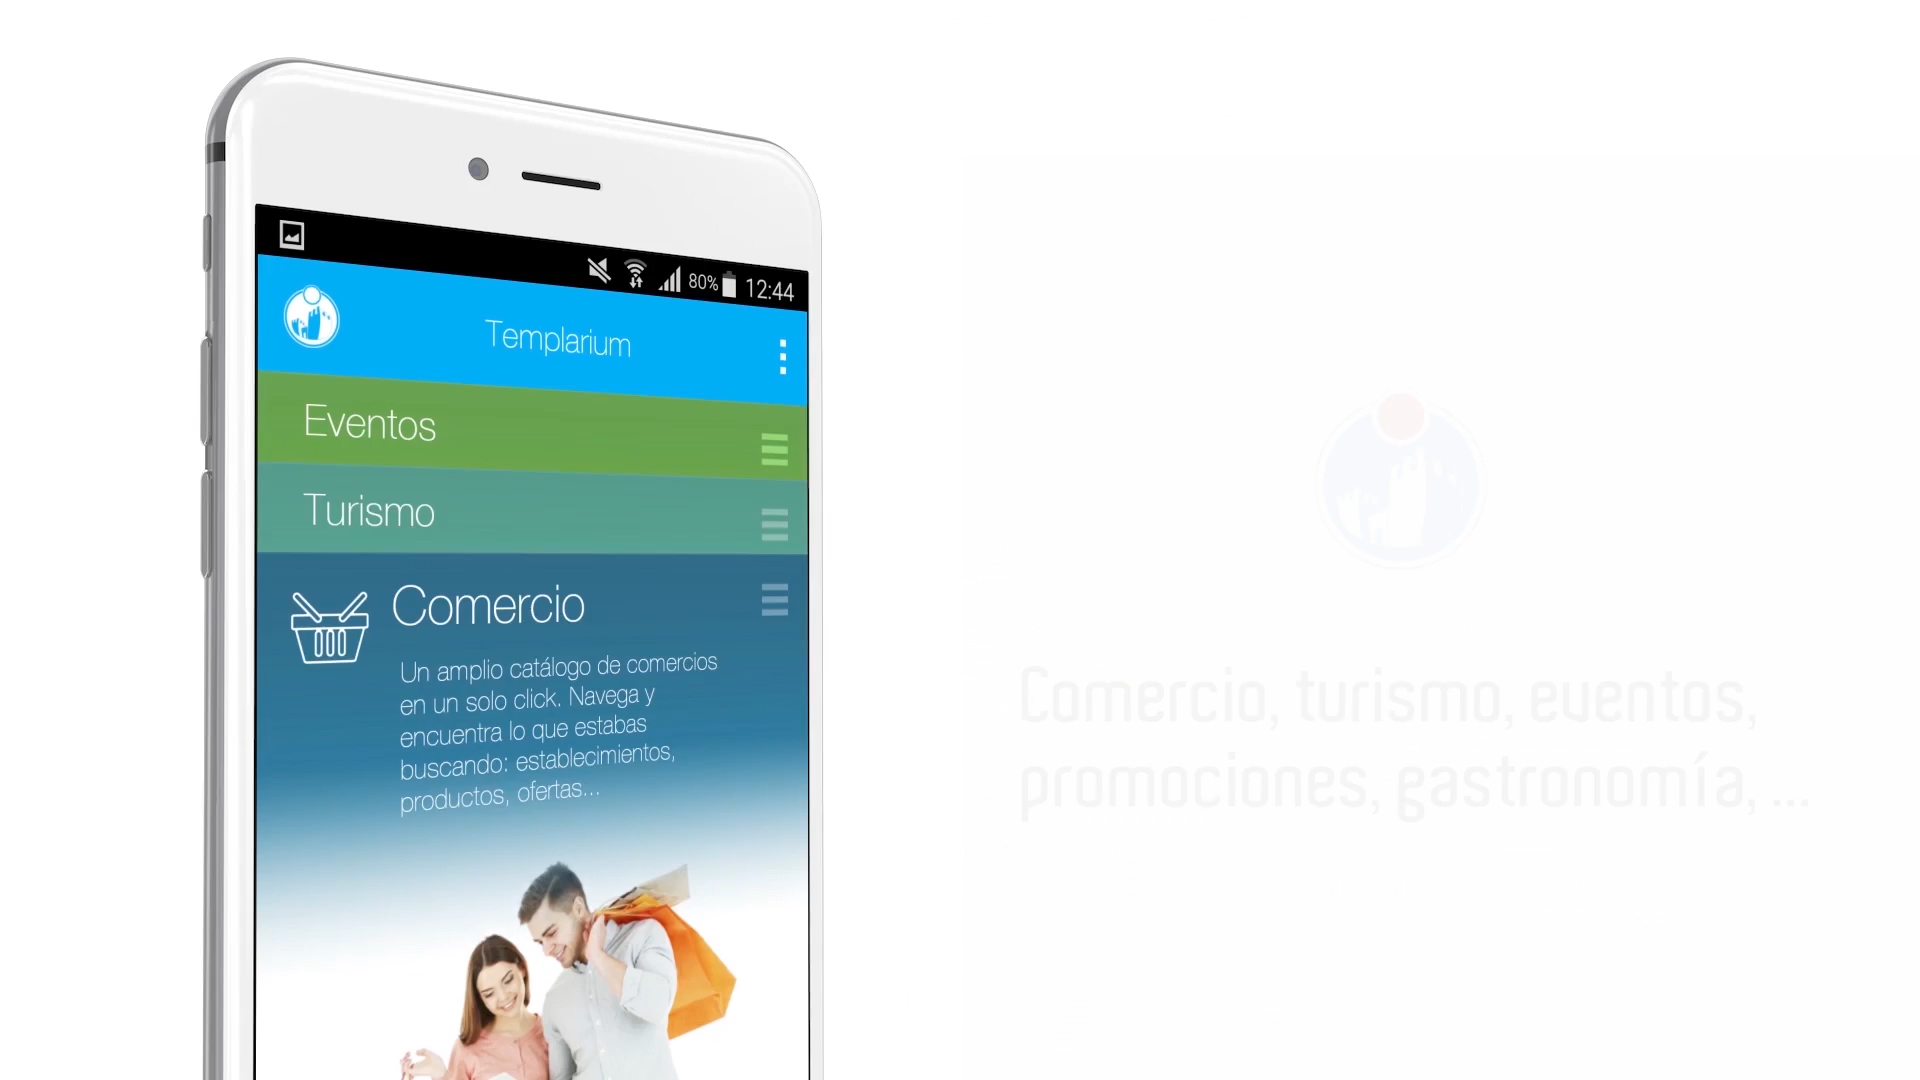 80% 12:44
Templarium
Eventos
Turismo
Comercio
Un amplio catálogo de comercios
en un solo click. Navega y
encuentra lo que estabas
buscando: establecimientos,
productos, ofertas...
Comercio, turismo, eventos,
promociones, gastronomía, ...